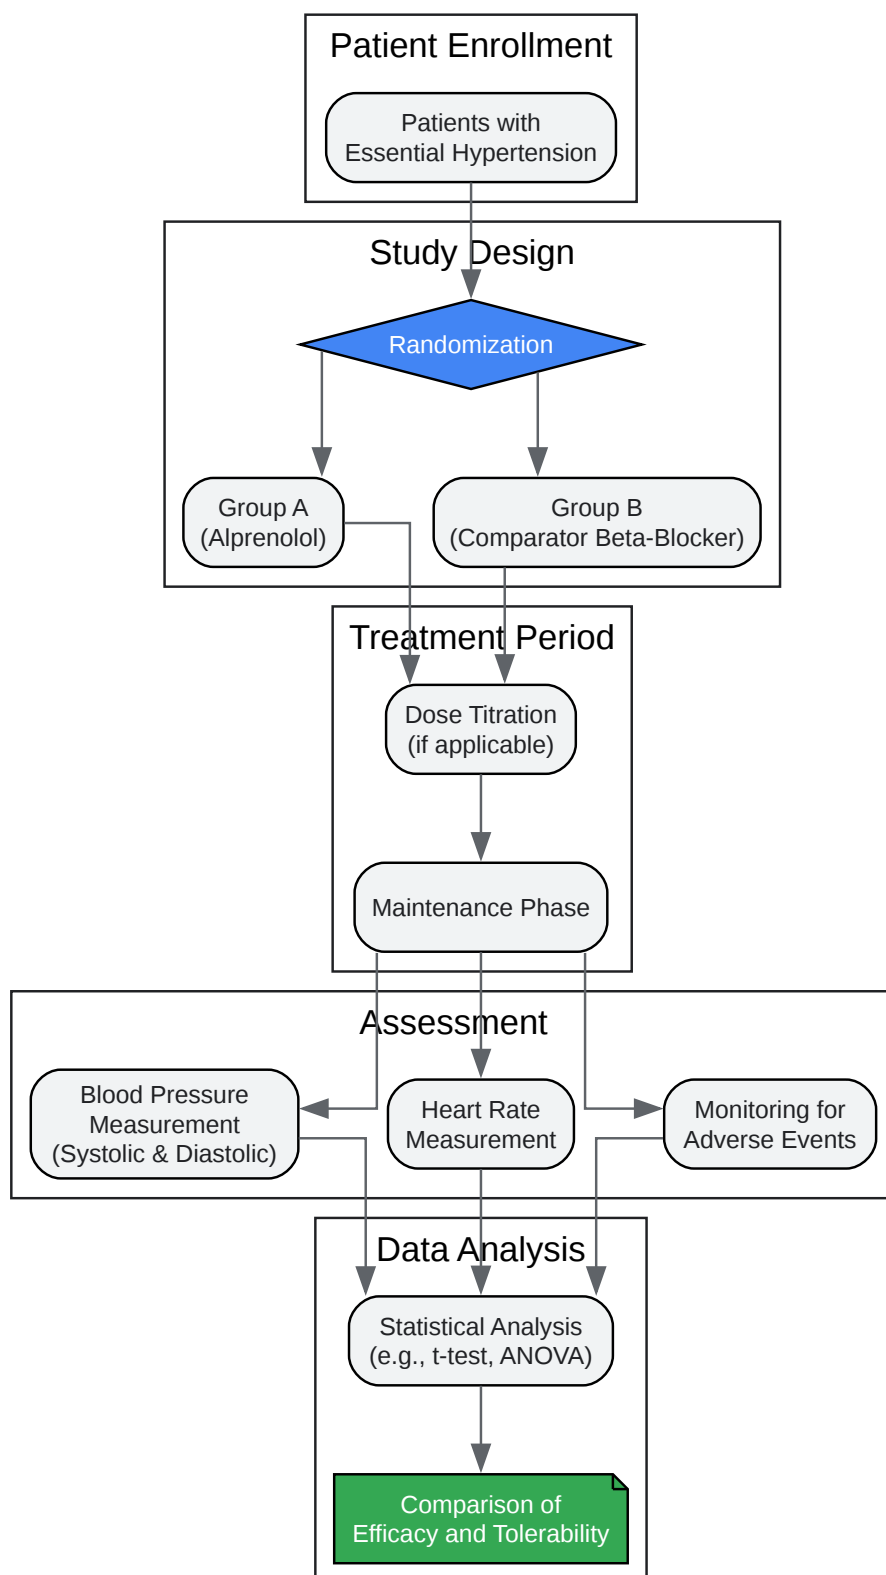 Patient Enrollment
Patients with
Essential Hypertension
Study Design
Randomization
Group A
(Alprenolol)
Group B
(Comparator Beta-Blocker)
Treatment Period
Dose Titration
(if applicable)
Maintenance Phase
Assessment
Blood Pressure
Measurement
(Systolic & Diastolic)
Heart Rate
Measurement
Monitoring for
Adverse Events
Data Analysis
Statistical Analysis
(e.g., t-test, ANOVA)
Comparison of
Efficacy and Tolerability